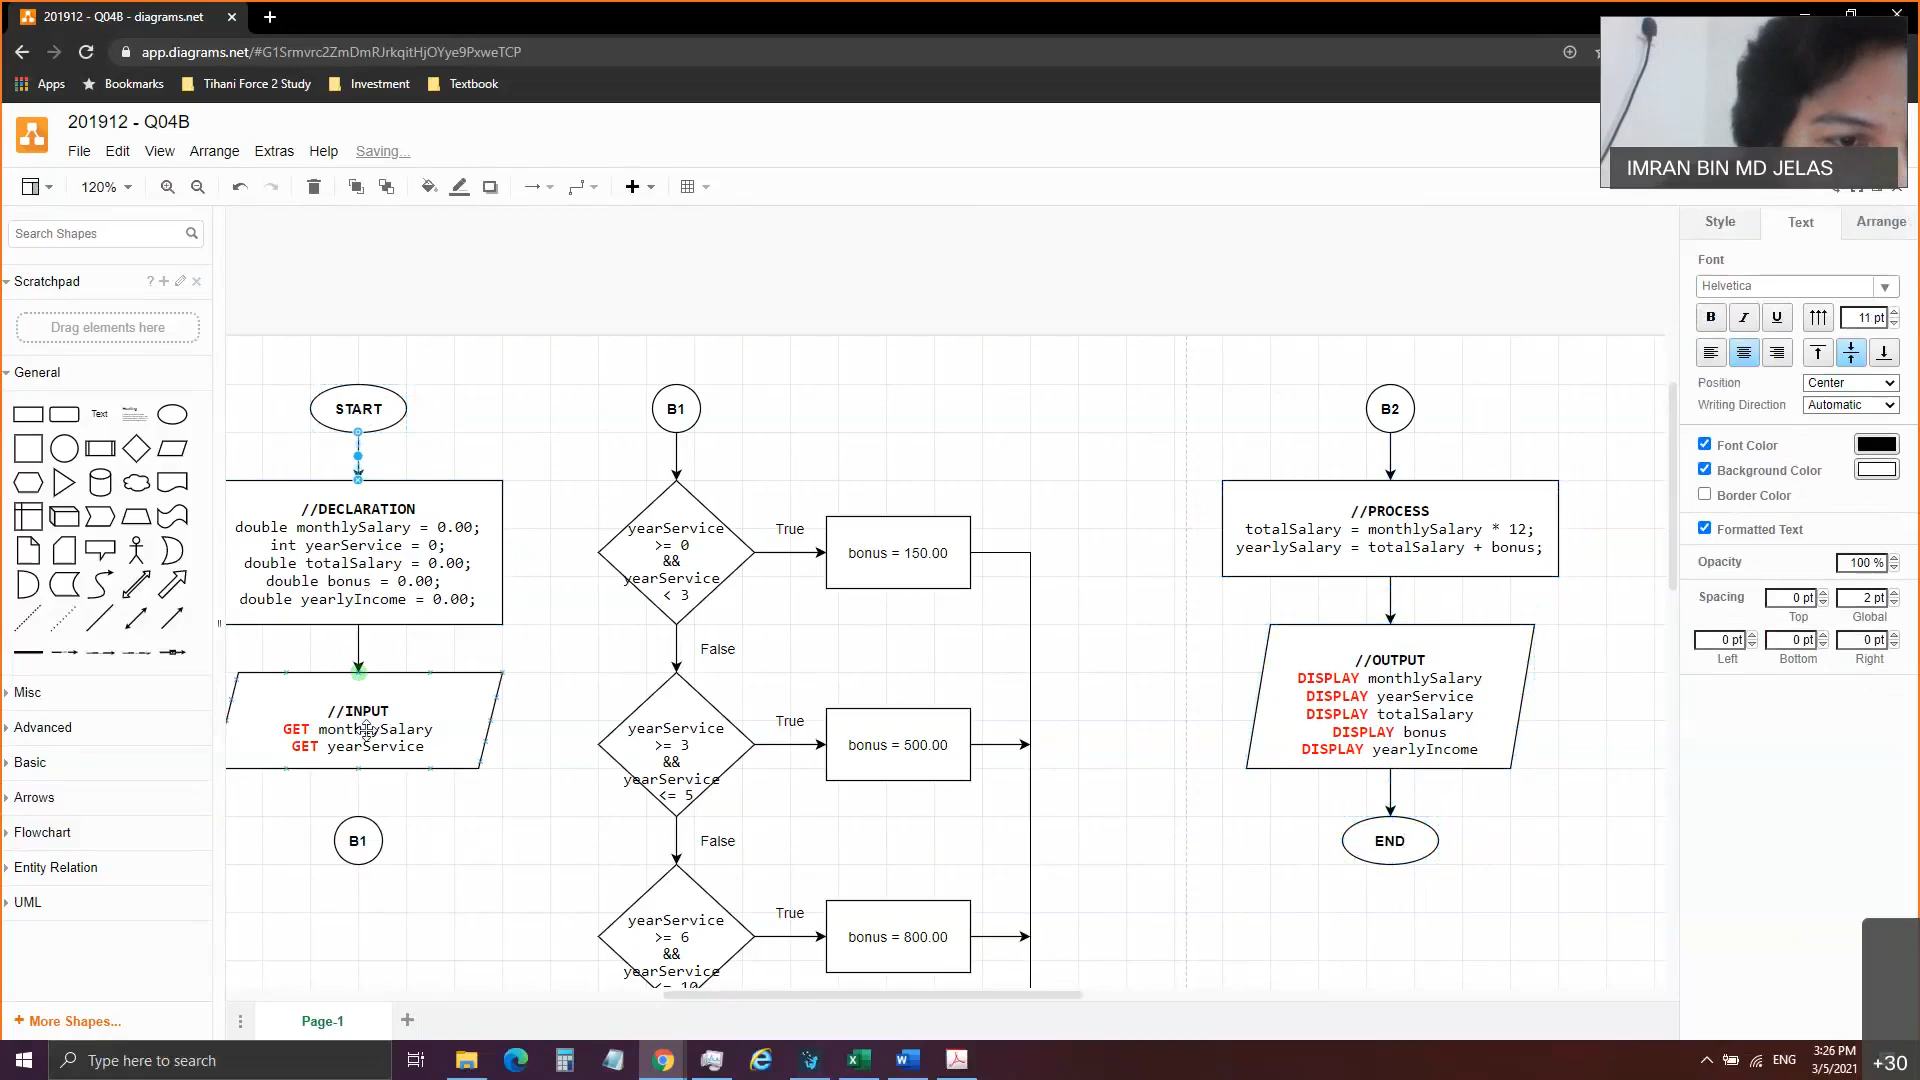 201912 - Q04B - diagrams.net
app.diagrams.net/#G1Srmvrc2ZmDmRJrkqitHjOYye9PxweTCP
Apps
Bookmarks
Tihani Force 2 Study
Investment
Textbook
IMRAN BIN MD JELAS
201912 - Q04B
File
Edit
View
Arrange
Extras
Help
Saving...
120%
Search Shapes
Scratchpad
Drag elements here
General
Text
Misc
Advanced
Basic
Arrows
Flowchart
Entity Relation
UML
+ More Shapes...
START
//DECLARATION
double monthlySalary = 0.00;
int yearService = 0;
double totalSalary = 0.00;
double bonus = 0.00;
double yearlyIncome = 0.00;
//INPUT
GET monthlySalary
GET yearService
B1
B1
yearService
>= 0
&&
yearService
< 3
True
bonus = 150.00
False
yearService
>= 3
&&
yearService
<= 5
True
bonus = 500.00
False
yearService
>= 6
&&
yearService
<= 10
True
bonus = 800.00
B2
//PROCESS
totalSalary = monthlySalary * 12;
yearlySalary = totalSalary + bonus;
//OUTPUT
DISPLAY monthlySalary
DISPLAY yearService
DISPLAY totalSalary
DISPLAY bonus
DISPLAY yearlyIncome
END
Style
Text
Arrange
Font
Helvetica
B
I
U
11 pt
Position
Center
Writing Direction
Automatic
Font Color
Background Color
Border Color
Formatted Text
Opacity
100 %
Spacing
0 pt
2 pt
Top
Global
0 pt
0 pt
0 pt
Left
Bottom
Right
Page-1
Type here to search
ENG
3:26 PM
3/5/2021
+30